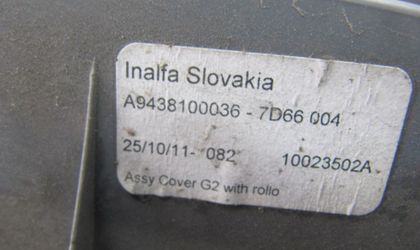 Inalfa Slovakia
A9438100036 - 7D66 004
25/10/11- 082 10023502A
Assy Cover G2 with rollo